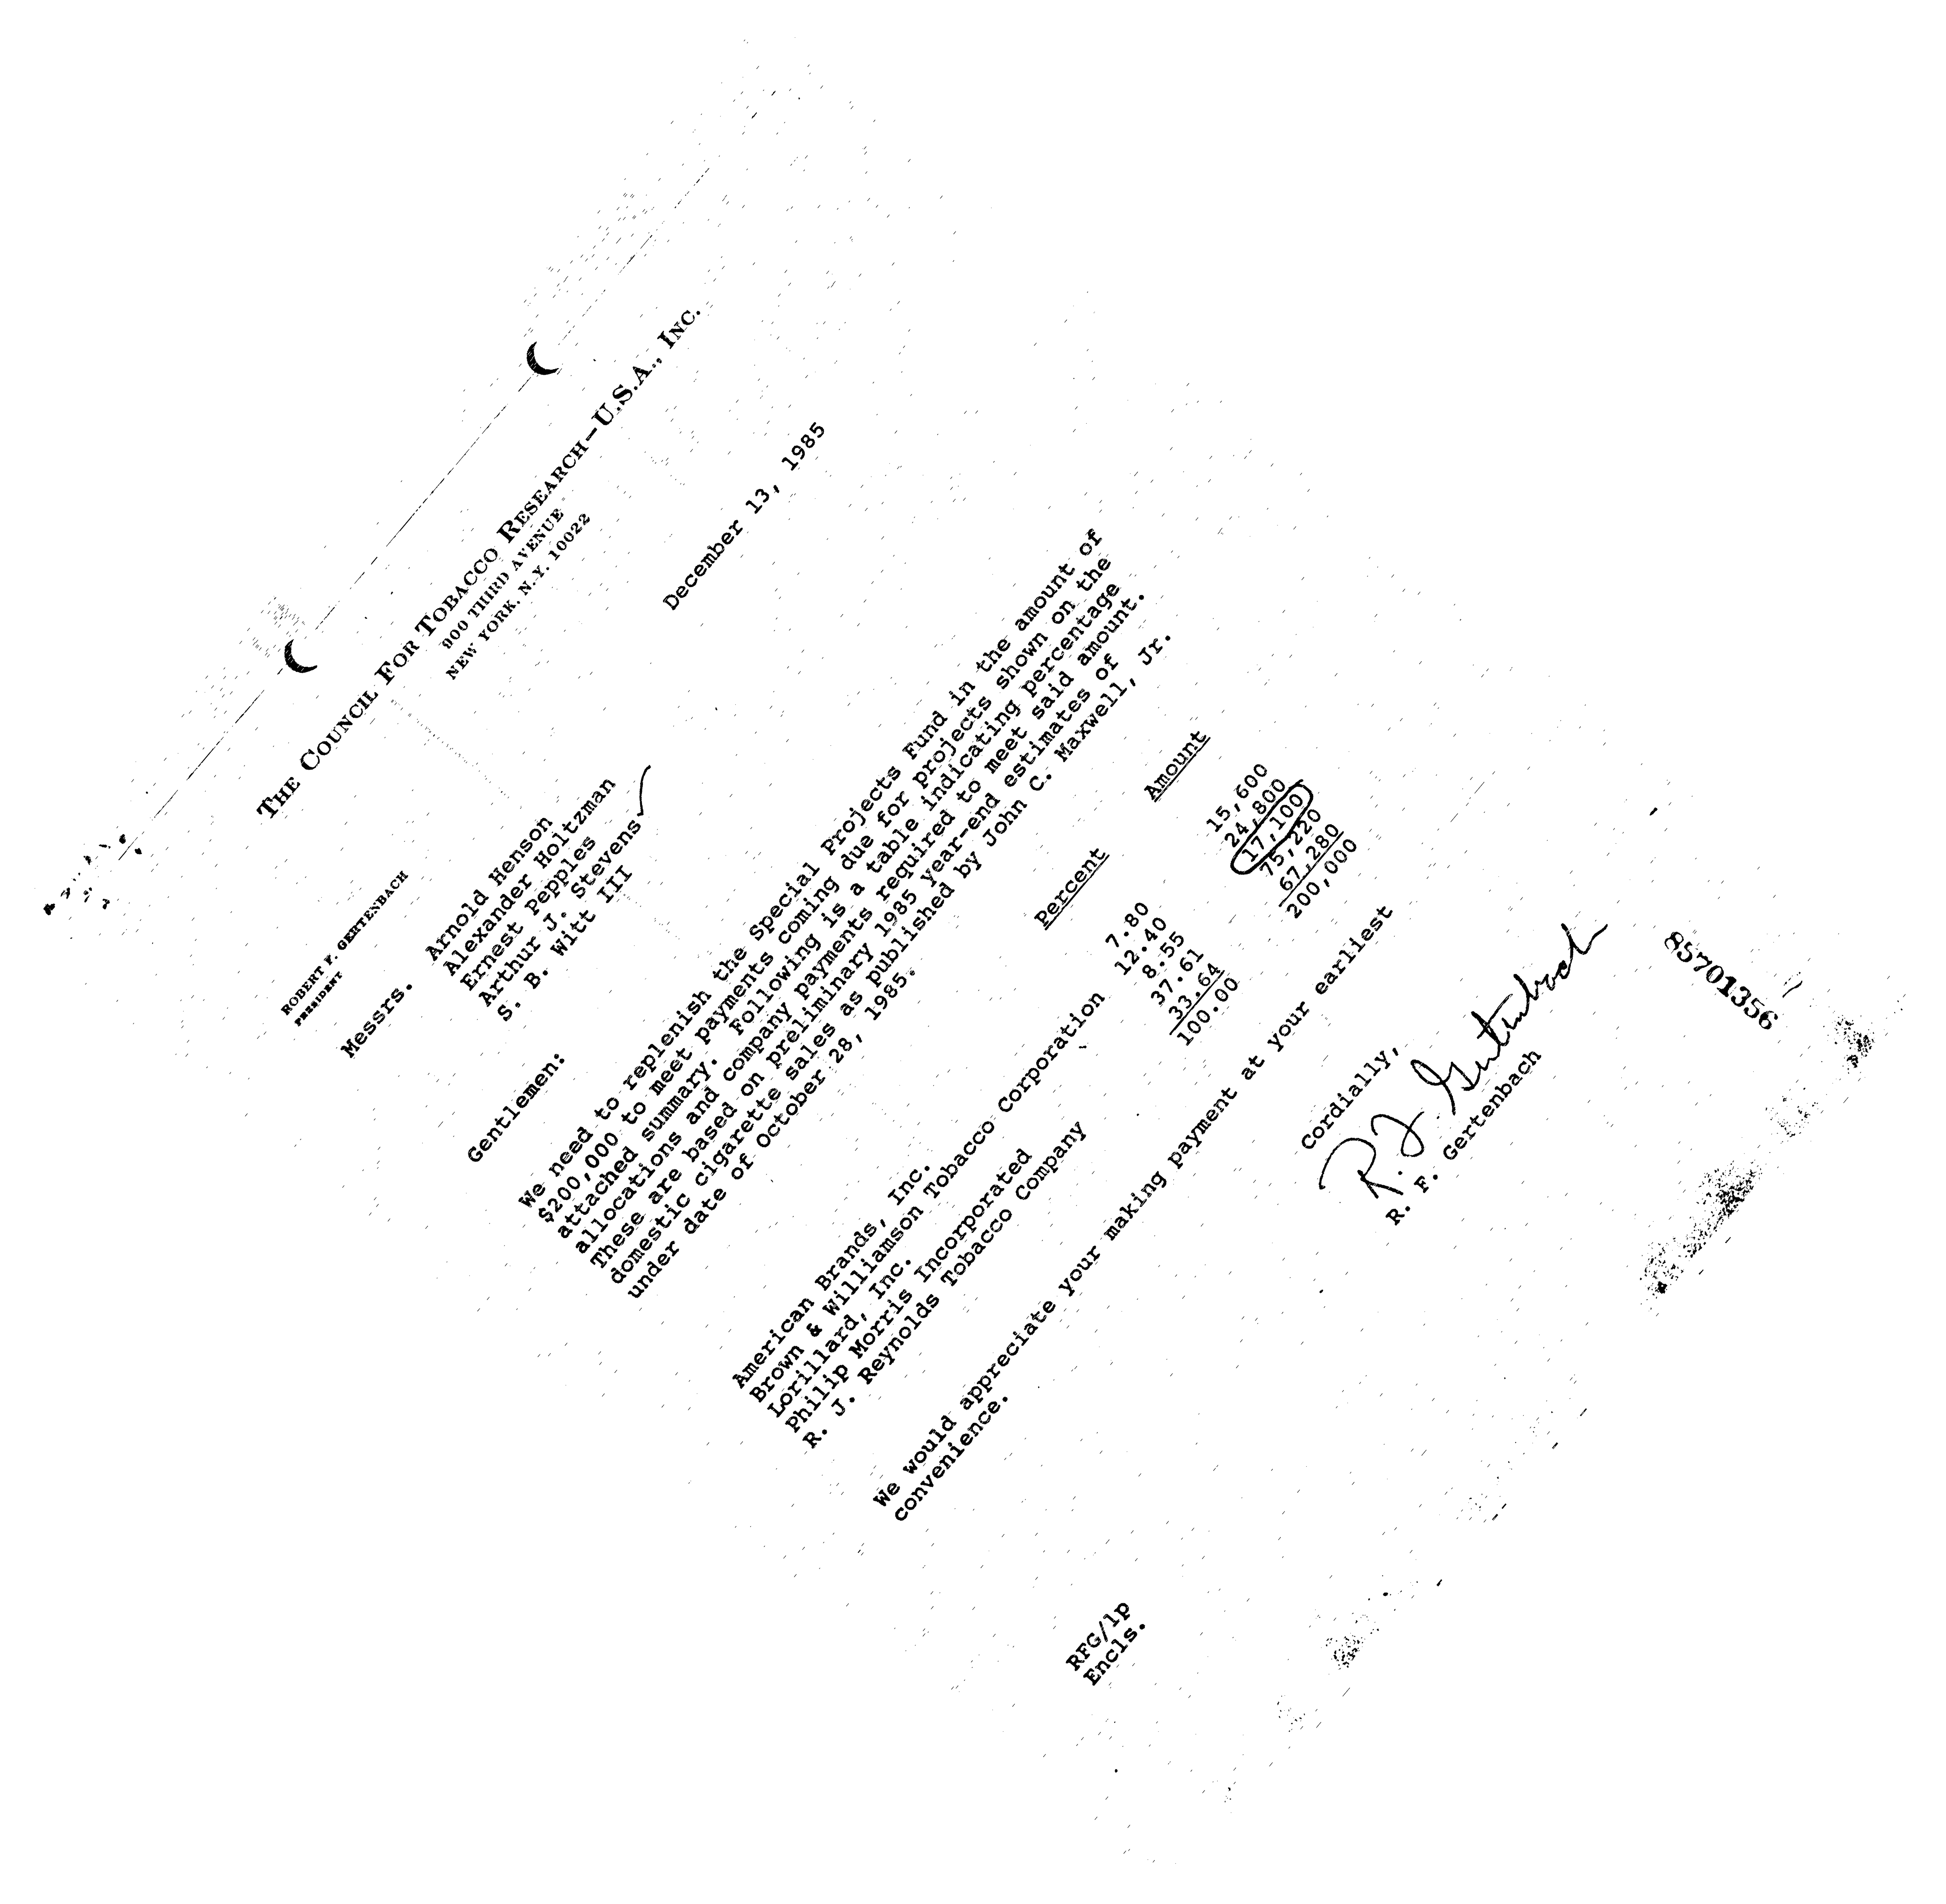 THE COUNCIL FOR TOBACCO RESEARCH—U.S.A., INC.
900 THIRD AVENUE
NEW YORK, N.Y. 10022
ROBERT F. GERTENBACH
PRESIDENT
December 13, 1985
Messrs. Arnold Henson
Alexander Holtzman
Ernest Pepples
Arthur J. Stevens
S. B. Witt III
Gentlemen:
We need to replenish the Special Projects Fund in the amount of
$200,000 to meet payments coming due for projects shown on the
attached summary. Following is a table indicating percentage
allocations and company payments required to meet said amount.
These are based on preliminary 1985 year-end estimates of
domestic cigarette sales as published by John C. Maxwell, Jr.
under date of October 28, 1985.
Percent Amount
American Brands, Inc. 7.80 15,600
Brown & Williamson Tobacco Corporation 12.40 24,800
Lorillard, Inc. 8.55 17,100
Philip Morris Incorporated 37.61 75,220
R. J. Reynolds Tobacco Company 33.64 67,280
100.00 200,000
We would appreciate your making payment at your earliest
convenience.
Cordially,
R. F. Gertenbach
R. F. Gertenbach
RFG/lp
Encls.
85701356